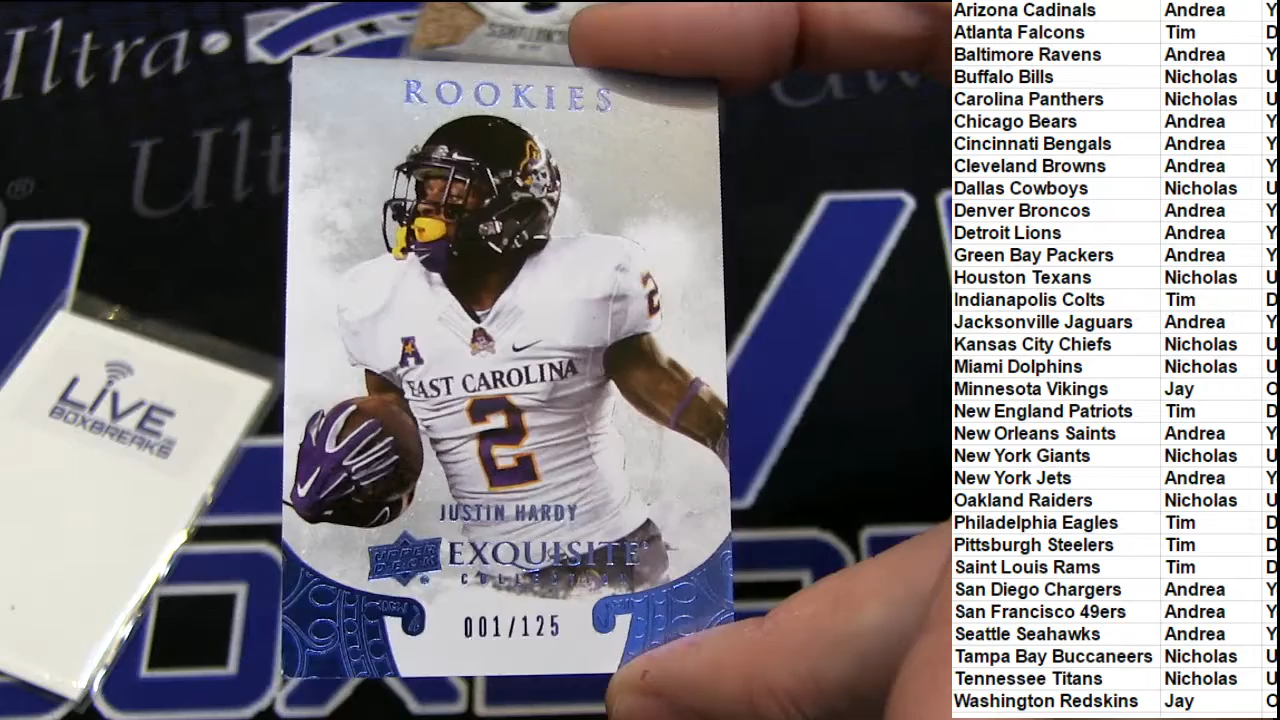 Ultra
Ult
ROOKIES
2
A
EAST CAROLINA
2
JUSTIN HARDY
UPPER DECK EXQUISITE
COLLECTION
001/125
LIVE
BOXBREAKS
Arizona Cadinals Andrea Y
Atlanta Falcons Tim D
Baltimore Ravens Andrea Y
Buffalo Bills Nicholas U
Carolina Panthers Nicholas U
Chicago Bears Andrea Y
Cincinnati Bengals Andrea Y
Cleveland Browns Andrea Y
Dallas Cowboys Nicholas U
Denver Broncos Andrea Y
Detroit Lions Andrea Y
Green Bay Packers Andrea Y
Houston Texans Nicholas U
Indianapolis Colts Tim D
Jacksonville Jaguars Andrea Y
Kansas City Chiefs Nicholas U
Miami Dolphins Nicholas U
Minnesota Vikings Jay
New England Patriots Tim D
New Orleans Saints Andrea Y
New York Giants Nicholas U
New York Jets Andrea Y
Oakland Raiders Nicholas U
Philadelphia Eagles Tim D
Pittsburgh Steelers Tim D
Saint Louis Rams Tim D
San Diego Chargers Andrea Y
San Francisco 49ers Andrea Y
Seattle Seahawks Andrea Y
Tampa Bay Buccaneers Nicholas U
Tennessee Titans Nicholas U
Washington Redskins Jay